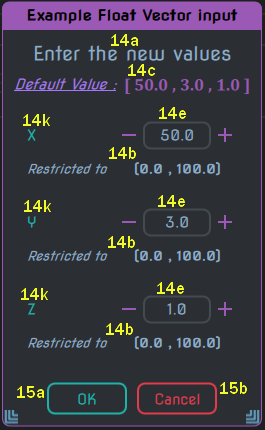 Example Float Vector input
14a
Enter the new values
14c
Default Value : [ 50.0 , 3.0 , 1.0 ]
14k 14e
X − 50.0 +
14b
Restricted to [0.0 , 100.0]
14k 14e
Y − 3.0 +
14b
Restricted to [0.0 , 100.0]
14k 14e
Z − 1.0 +
14b
Restricted to [0.0 , 100.0]
15a OK Cancel 15b